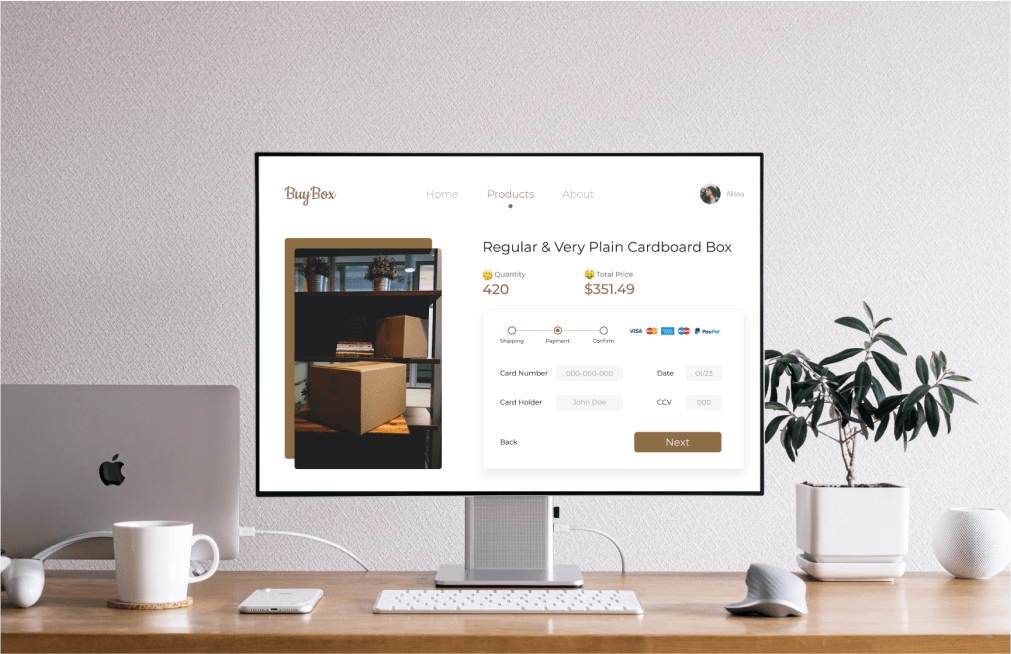 BuyBox
Home Products About
Alissa
Regular & Very Plain Cardboard Box
Quantity
420
Total Price
$351.49
Shipping
Payment
Confirm
VISA
PayPal
Card Number 000-000-000
Date 01/23
Card Holder John Doe
CCV 000
Back
Next